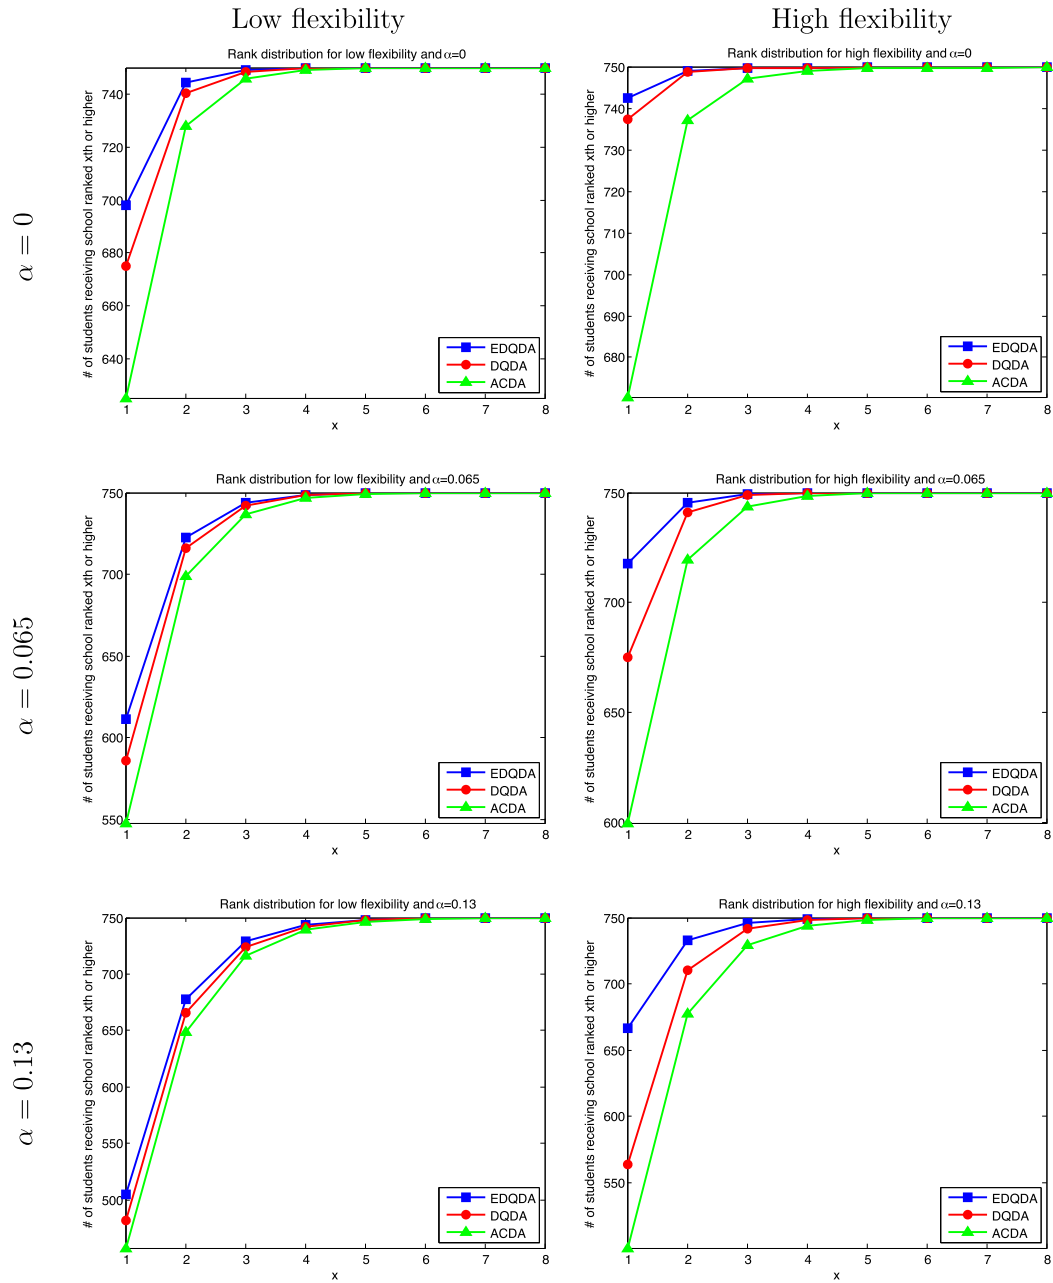 Low flexibility
High flexibility
α = 0
Rank distribution for low flexibility and α=0
# of students receiving school ranked xth or higher
740
720
700
680
660
640
1 2 3 4 5 6 7 8
x
EDQDA
DQDA
ACDA
Rank distribution for high flexibility and α=0
# of students receiving school ranked xth or higher
750
740
730
720
710
700
690
680
1 2 3 4 5 6 7 8
x
EDQDA
DQDA
ACDA
α = 0.065
Rank distribution for low flexibility and α=0.065
# of students receiving school ranked xth or higher
750
700
650
600
550
1 2 3 4 5 6 7 8
x
EDQDA
DQDA
ACDA
Rank distribution for high flexibility and α=0.065
# of students receiving school ranked xth or higher
750
700
650
600
1 2 3 4 5 6 7 8
x
EDQDA
DQDA
ACDA
α = 0.13
Rank distribution for low flexibility and α=0.13
# of students receiving school ranked xth or higher
750
700
650
600
550
500
1 2 3 4 5 6 7 8
x
EDQDA
DQDA
ACDA
Rank distribution for high flexibility and α=0.13
# of students receiving school ranked xth or higher
750
700
650
600
550
1 2 3 4 5 6 7 8
x
EDQDA
DQDA
ACDA